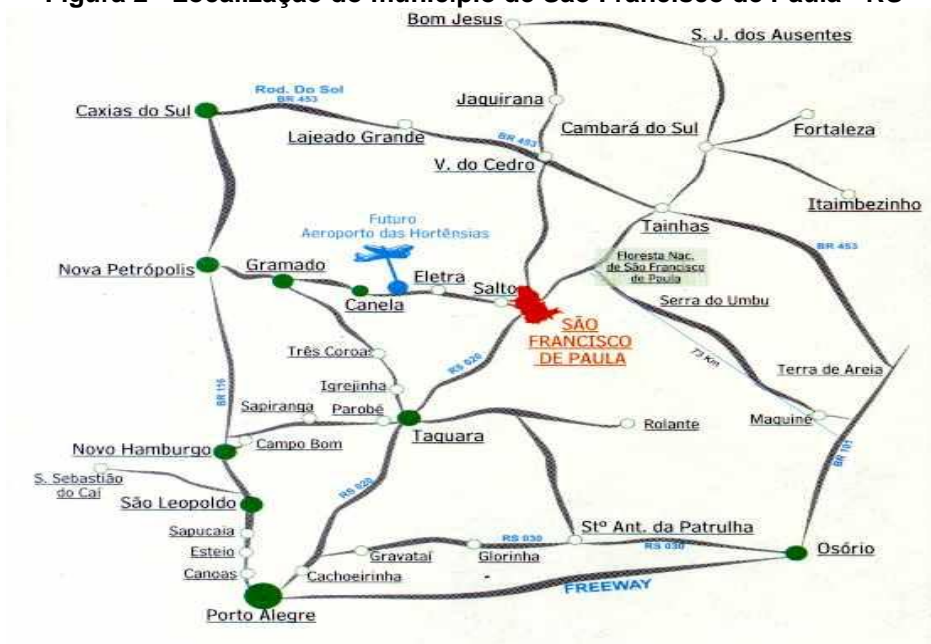 Figura 2 - Localização do município de São Francisco de Paula - RS
Bom Jesus
S. J. dos Ausentes
Rod. Do Sol
BR 453
Caxias do Sul
Jaquirana
Lajeado Grande
BR 453
Cambará do Sul
Fortaleza
V. do Cedro
Itaimbezinho
Tainhas
Futuro
Aeroporto das Hortênsias
BR 453
Nova Petrópolis
Gramado
Eletra
Floresta Nac.
de São Francisco
de Paula
Canela
Salto
Serra do Umbu
SÃO
FRANCISCO
DE PAULA
Três Coroas
RS 020
73 Km
Terra de Areia
Igrejinha
BR 116
Sapiranga
Parobé
Maquiné
Taquara
Rolante
Novo Hamburgo
Campo Bom
BR 101
S. Sebastião
do Caí
RS 020
São Leopoldo
Sapucaia
Stº Ant. da Patrulha
Esteio
RS 030
RS 030
Gravataí
Glorinha
Osório
Canoas
Cachoeirinha
FREEWAY
Porto Alegre